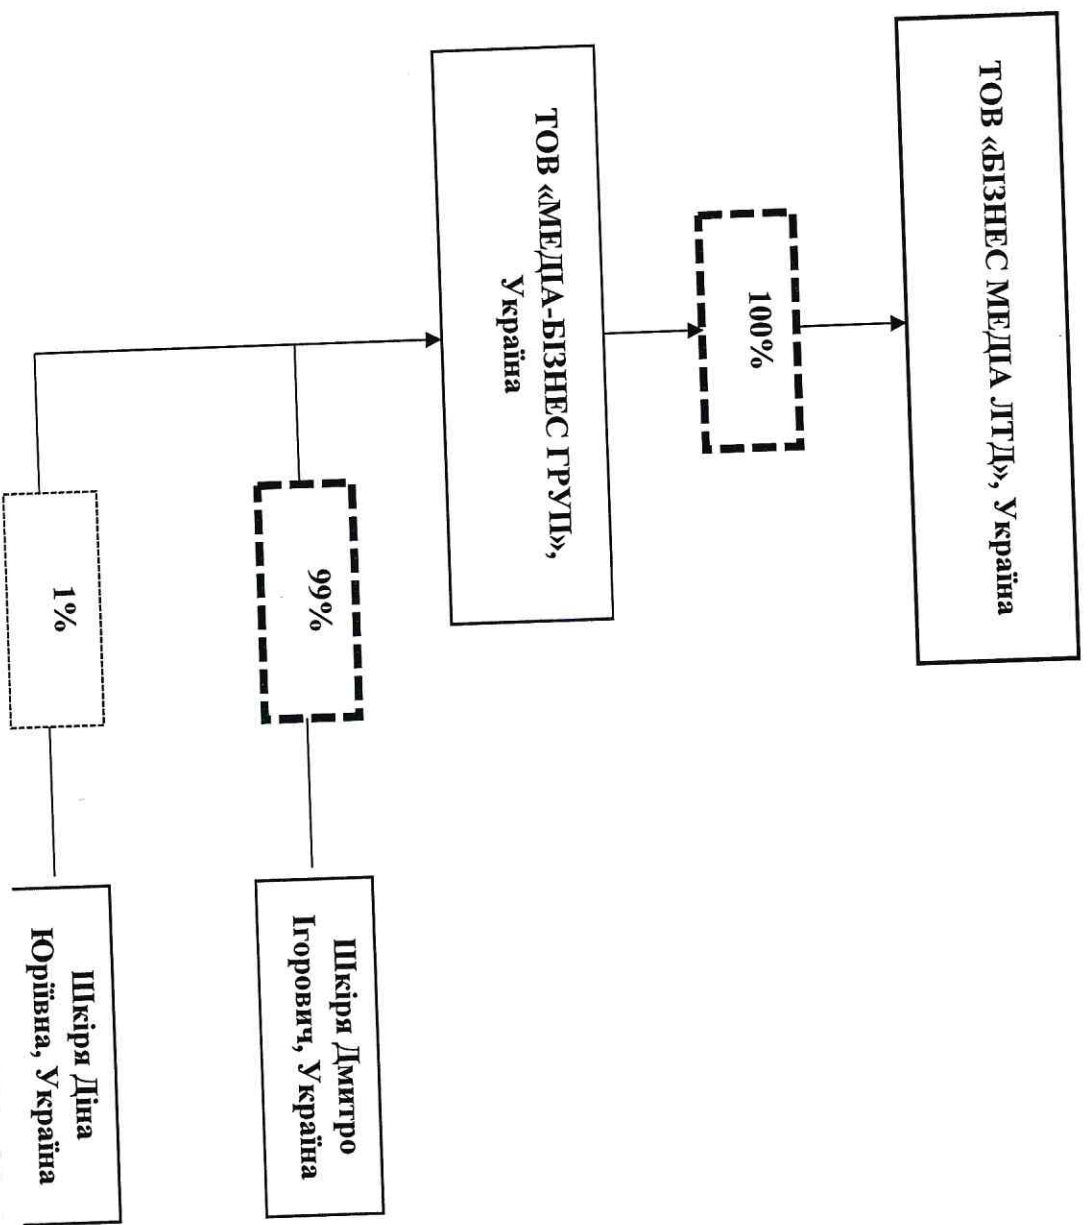 ТОВ «БІЗНЕС МЕДІА ЛТД», Україна
100%
ТОВ «МЕДІА-БІЗНЕС ГРУП»,
Україна
99%
Шкіря Дмитро
Ігорович, Україна
1%
Шкіря Діна
Юріївна, Україна